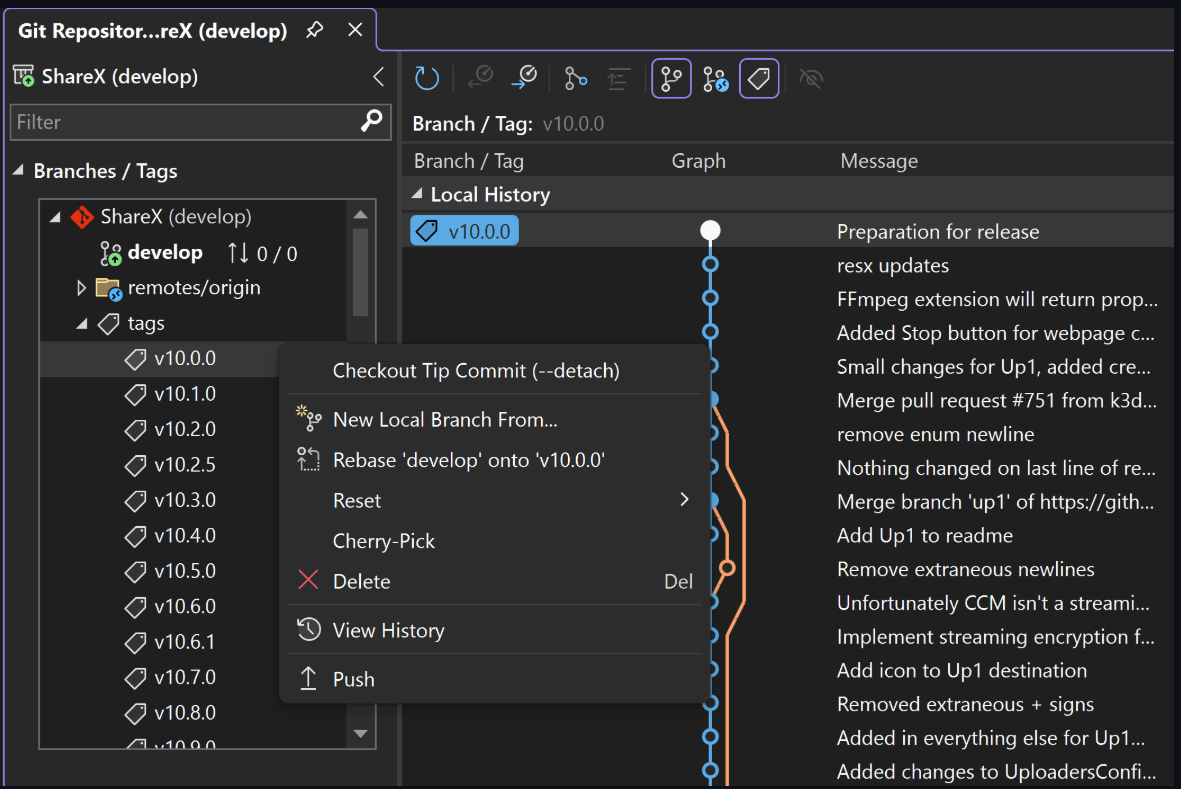 Git Repositor...reX (develop)
ShareX (develop)
Filter
Branches / Tags
ShareX (develop)
develop 0 / 0
remotes/origin
tags
v10.0.0
v10.1.0
v10.2.0
v10.2.5
v10.3.0
v10.4.0
v10.5.0
v10.6.0
v10.6.1
v10.7.0
v10.8.0
v10.9.0
Checkout Tip Commit (--detach)
New Local Branch From...
Rebase 'develop' onto 'v10.0.0'
Reset
Cherry-Pick
Delete Del
View History
Push
Branch / Tag: v10.0.0
Branch / Tag Graph Message
Local History
v10.0.0 Preparation for release
resx updates
FFmpeg extension will return prop...
Added Stop button for webpage c...
Small changes for Up1, added cre...
Merge pull request #751 from k3d...
remove enum newline
Nothing changed on last line of re...
Merge branch 'up1' of https://gith...
Add Up1 to readme
Remove extraneous newlines
Unfortunately CCM isn't a streami...
Implement streaming encryption f...
Add icon to Up1 destination
Removed extraneous + signs
Added in everything else for Up1...
Added changes to UploadersConfi...